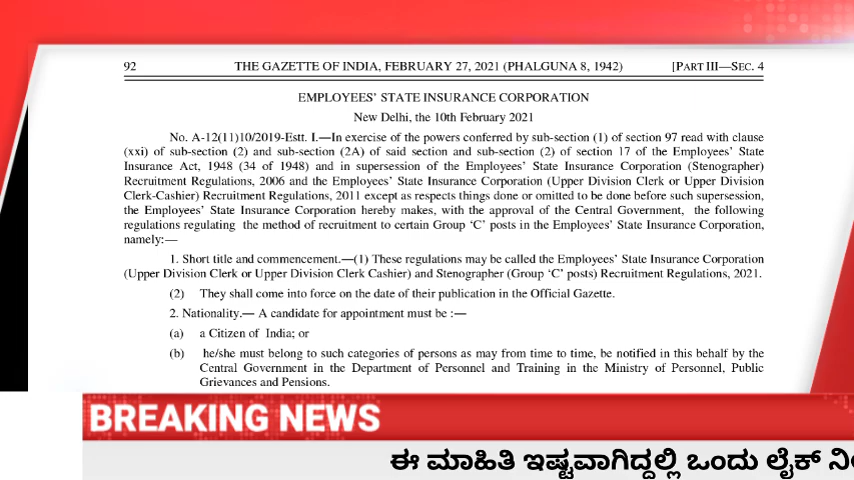 92 THE GAZETTE OF INDIA, FEBRUARY 27, 2021 (PHALGUNA 8, 1942) [PART III—SEC. 4
EMPLOYEES’ STATE INSURANCE CORPORATION
New Delhi, the 10th February 2021
No. A-12(11)10/2019-Estt. I.—In exercise of the powers conferred by sub-section (1) of section 97 read with clause
(xxi) of sub-section (2) and sub-section (2A) of said section and sub-section (2) of section 17 of the Employees’ State
Insurance Act, 1948 (34 of 1948) and in supersession of the Employees’ State Insurance Corporation (Stenographer)
Recruitment Regulations, 2006 and the Employees’ State Insurance Corporation (Upper Division Clerk or Upper Division
Clerk-Cashier) Recruitment Regulations, 2011 except as respects things done or omitted to be done before such supersession,
the Employees’ State Insurance Corporation hereby makes, with the approval of the Central Government, the following
regulations regulating the method of recruitment to certain Group ‘C’ posts in the Employees’ State Insurance Corporation,
namely:—
1. Short title and commencement.—(1) These regulations may be called the Employees’ State Insurance Corporation
(Upper Division Clerk or Upper Division Clerk Cashier) and Stenographer (Group ‘C’ posts) Recruitment Regulations, 2021.
(2) They shall come into force on the date of their publication in the Official Gazette.
2. Nationality.— A candidate for appointment must be :—
(a) a Citizen of India; or
(b) he/she must belong to such categories of persons as may from time to time, be notified in this behalf by the
Central Government in the Department of Personnel and Training in the Ministry of Personnel, Public
Grievances and Pensions.
BREAKING NEWS
ಈ ಮಾಹಿತಿ ಇಷ್ಟವಾಗಿದ್ದಲ್ಲಿ ಒಂದು ಲೈಕ್